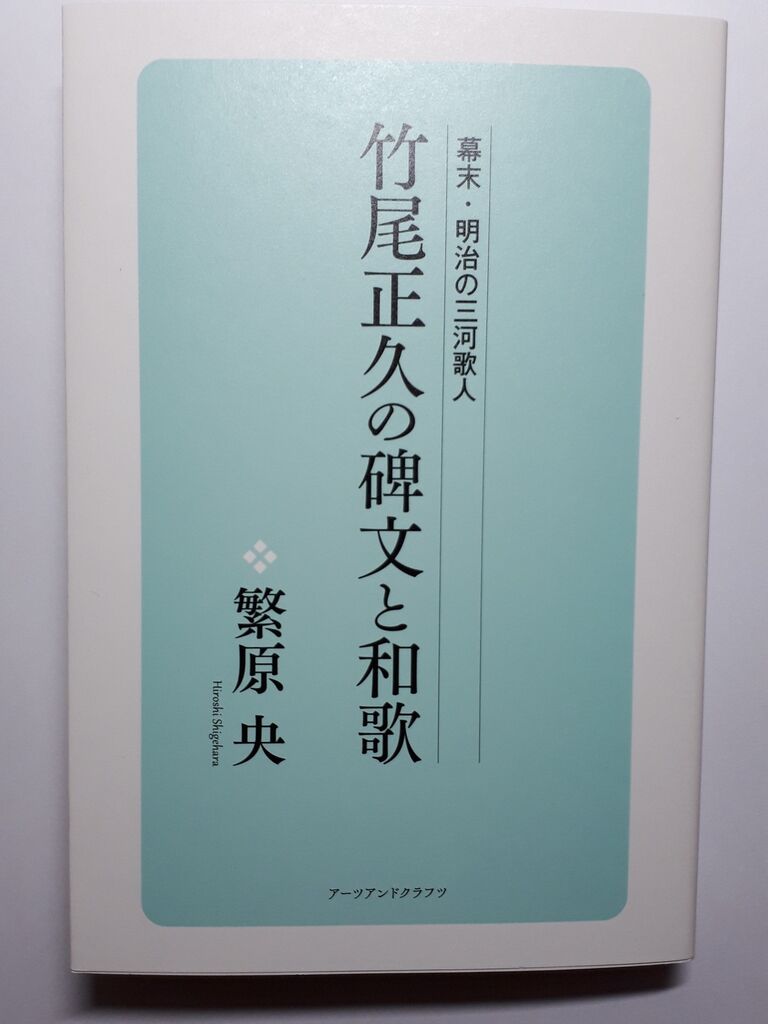 幕末・明治の三河歌人
竹尾正久の碑文と和歌
繁原 央
Hiroshi Shigehara
アーツアンドクラフツ